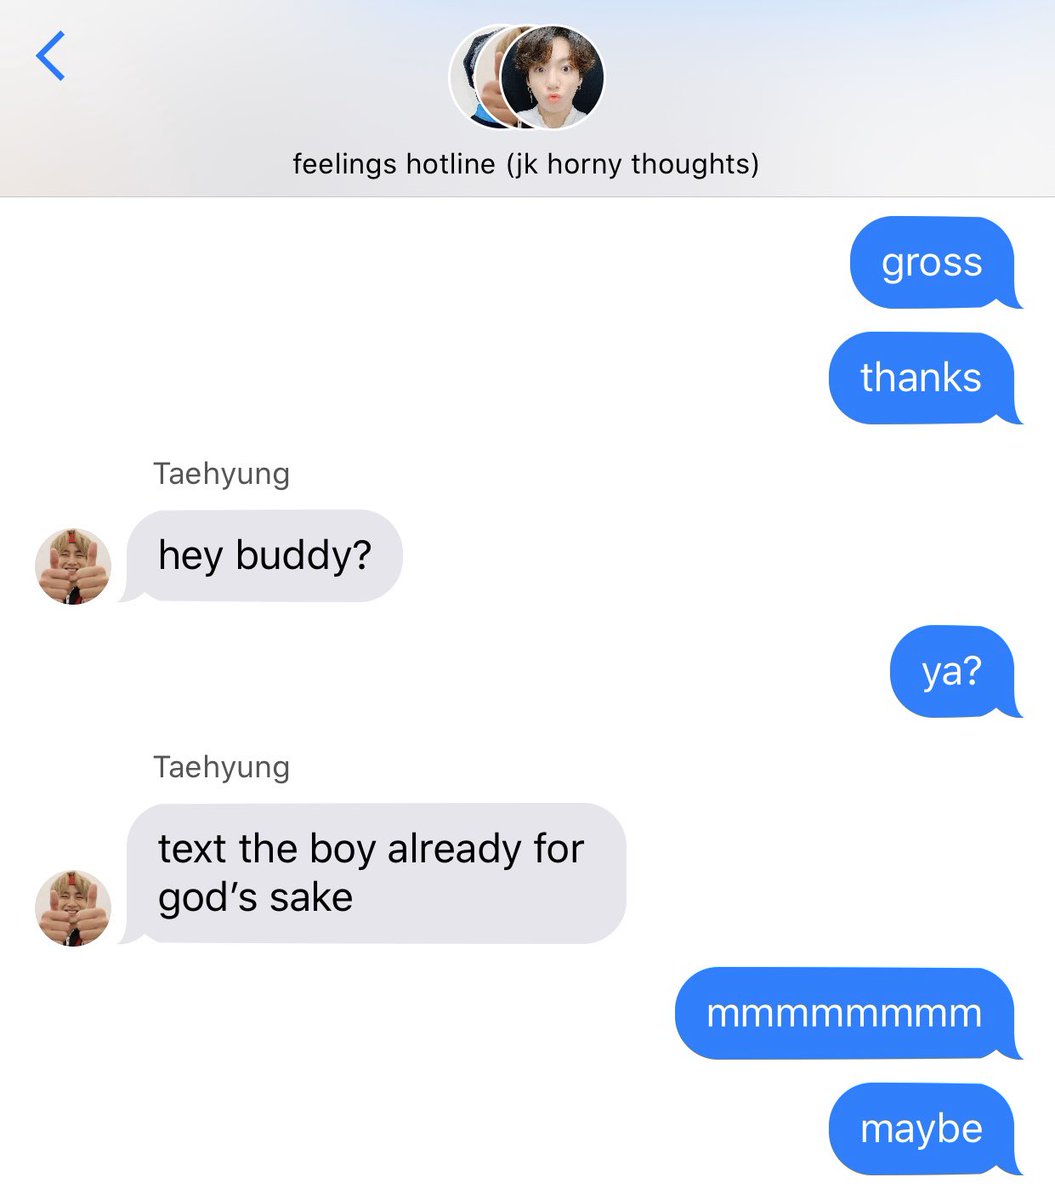 feelings hotline (jk horny thoughts)
gross
thanks
Taehyung
hey buddy?
ya?
Taehyung
text the boy already for
god’s sake
mmmmmmmm
maybe